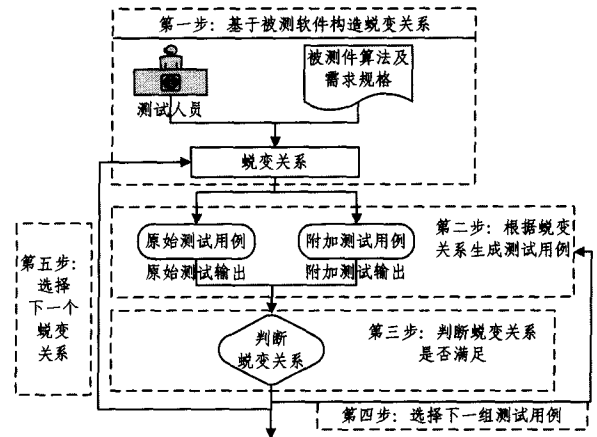 第一步：基于被测软件构造蜕变关系
测试人员
被测件算法及
需求规格
蜕变关系
原始测试用例
附加测试用例
原始测试输出
附加测试输出
第二步：根据蜕变
关系生成测试用例
第五步：
选择
下一个
蜕变
关系
判断
蜕变关系
第三步：判断蜕变关系
是否满足
第四步：选择下一组测试用例